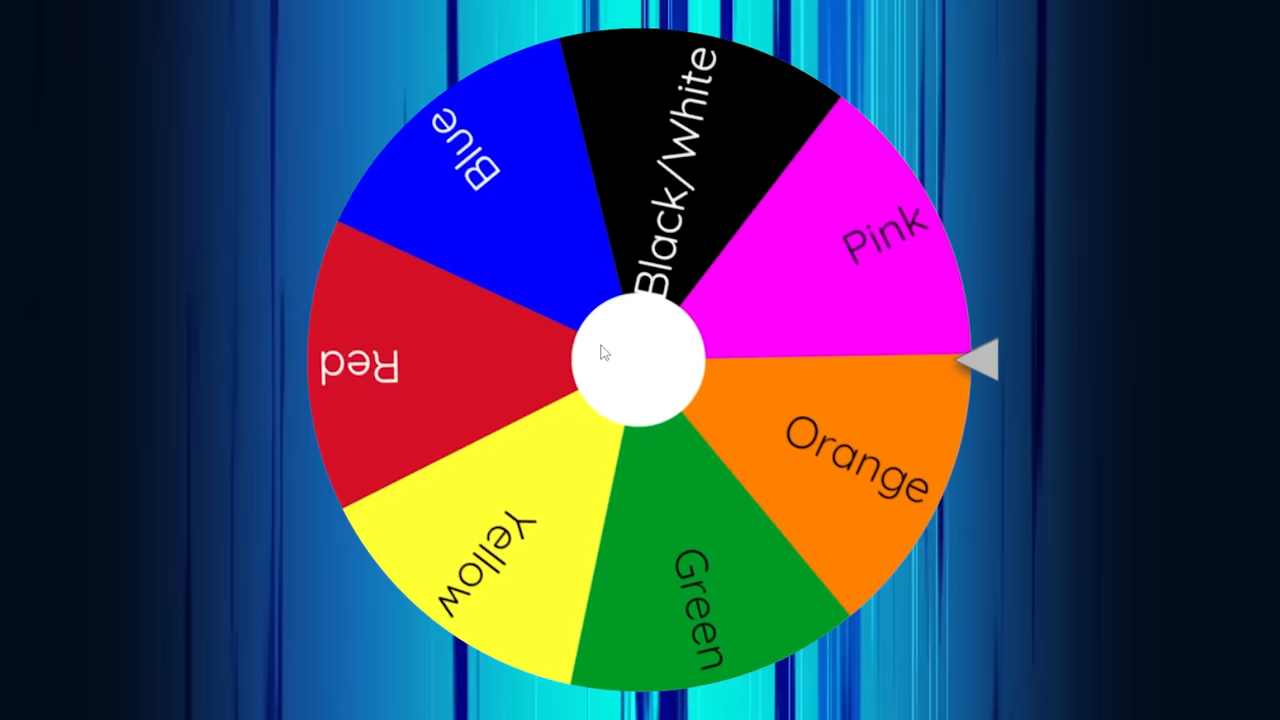 Black/White
Blue
Pink
Red
Orange
Yellow
Green